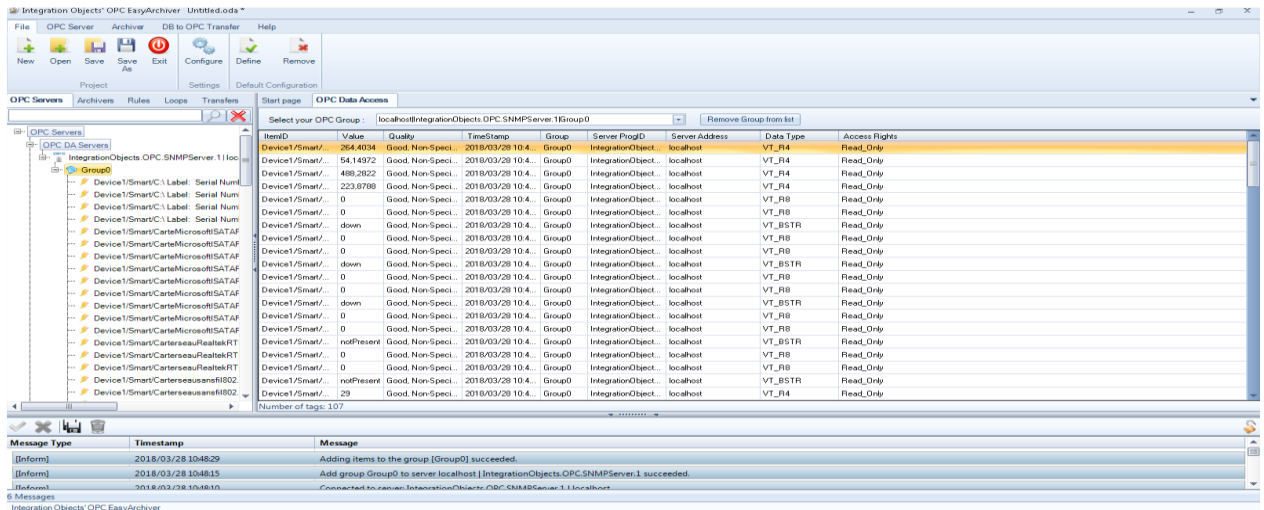 Integration Objects' OPC EasyArchiver Untitled.oda *
File OPC Server Archiver DB to OPC Transfer Help
New Open Save Save As Exit Configure Define Remove
Project Settings Default Configuration
OPC Servers Archivers Rules Loops Transfers Start page OPC Data Access
Select your OPC Group : localhost|IntegrationObjects.OPC.SNMPServer.1|Group0 Remove Group from list
OPC Servers
OPC DA Servers
IntegrationObjects.OPC.SNMPServer.1 | loc
Group0
Device1/Smart/C:\ Label: Serial Numl
Device1/Smart/C:\ Label: Serial Numl
Device1/Smart/C:\ Label: Serial Numl
Device1/Smart/CarteMicrosoftISATAF
Device1/Smart/CarteMicrosoftISATAF
Device1/Smart/CarteMicrosoftISATAF
Device1/Smart/CarteMicrosoftISATAF
Device1/Smart/CarteMicrosoftISATAF
Device1/Smart/CarteMicrosoftISATAF
Device1/Smart/CarteMicrosoftISATAF
Device1/Smart/CarteMicrosoftISATAF
Device1/Smart/CarteMicrosoftISATAF
Device1/Smart/CarterseauRealtekRT
Device1/Smart/CarterseauRealtekRT
Device1/Smart/CarterseauRealtekRT
Device1/Smart/Carterseausansfil802.
Device1/Smart/Carterseausansfil802.
ItemID Value Quality TimeStamp Group Server ProgID Server Address Data Type Access Rights
Device1/Smart/... 264,4034 Good, Non-Speci... 2018/03/28 10:4... Group0 IntegrationObject... localhost VT_R4 Read_Only
Device1/Smart/... 54,14972 Good, Non-Speci... 2018/03/28 10:4... Group0 IntegrationObject... localhost VT_R4 Read_Only
Device1/Smart/... 488,2822 Good, Non-Speci... 2018/03/28 10:4... Group0 IntegrationObject... localhost VT_R4 Read_Only
Device1/Smart/... 223,8788 Good, Non-Speci... 2018/03/28 10:4... Group0 IntegrationObject... localhost VT_R4 Read_Only
Device1/Smart/... 0 Good, Non-Speci... 2018/03/28 10:4... Group0 IntegrationObject... localhost VT_R8 Read_Only
Device1/Smart/... 0 Good, Non-Speci... 2018/03/28 10:4... Group0 IntegrationObject... localhost VT_R8 Read_Only
Device1/Smart/... down Good, Non-Speci... 2018/03/28 10:4... Group0 IntegrationObject... localhost VT_BSTR Read_Only
Device1/Smart/... 0 Good, Non-Speci... 2018/03/28 10:4... Group0 IntegrationObject... localhost VT_R8 Read_Only
Device1/Smart/... 0 Good, Non-Speci... 2018/03/28 10:4... Group0 IntegrationObject... localhost VT_R8 Read_Only
Device1/Smart/... down Good, Non-Speci... 2018/03/28 10:4... Group0 IntegrationObject... localhost VT_BSTR Read_Only
Device1/Smart/... 0 Good, Non-Speci... 2018/03/28 10:4... Group0 IntegrationObject... localhost VT_R8 Read_Only
Device1/Smart/... 0 Good, Non-Speci... 2018/03/28 10:4... Group0 IntegrationObject... localhost VT_R8 Read_Only
Device1/Smart/... down Good, Non-Speci... 2018/03/28 10:4... Group0 IntegrationObject... localhost VT_BSTR Read_Only
Device1/Smart/... 0 Good, Non-Speci... 2018/03/28 10:4... Group0 IntegrationObject... localhost VT_R8 Read_Only
Device1/Smart/... 0 Good, Non-Speci... 2018/03/28 10:4... Group0 IntegrationObject... localhost VT_R8 Read_Only
Device1/Smart/... notPresent Good, Non-Speci... 2018/03/28 10:4... Group0 IntegrationObject... localhost VT_BSTR Read_Only
Device1/Smart/... 0 Good, Non-Speci... 2018/03/28 10:4... Group0 IntegrationObject... localhost VT_R8 Read_Only
Device1/Smart/... 0 Good, Non-Speci... 2018/03/28 10:4... Group0 IntegrationObject... localhost VT_R8 Read_Only
Device1/Smart/... notPresent Good, Non-Speci... 2018/03/28 10:4... Group0 IntegrationObject... localhost VT_BSTR Read_Only
Device1/Smart/... 29 Good, Non-Speci... 2018/03/28 10:4... Group0 IntegrationObject... localhost VT_R4 Read_Only
Number of tags: 107
Message Type Timestamp Message
[Inform] 2018/03/28 10:48:29 Adding items to the group [Group0] succeeded.
[Inform] 2018/03/28 10:48:15 Add group Group0 to server localhost | IntegrationObjects.OPC.SNMPServer.1 succeeded.
[Inform] 2018/03/28 10:48:10 Connected to server: IntegrationObjects.OPC.SNMPServer.1 | localhost
6 Messages
Integration Objects' OPC EasyArchiver